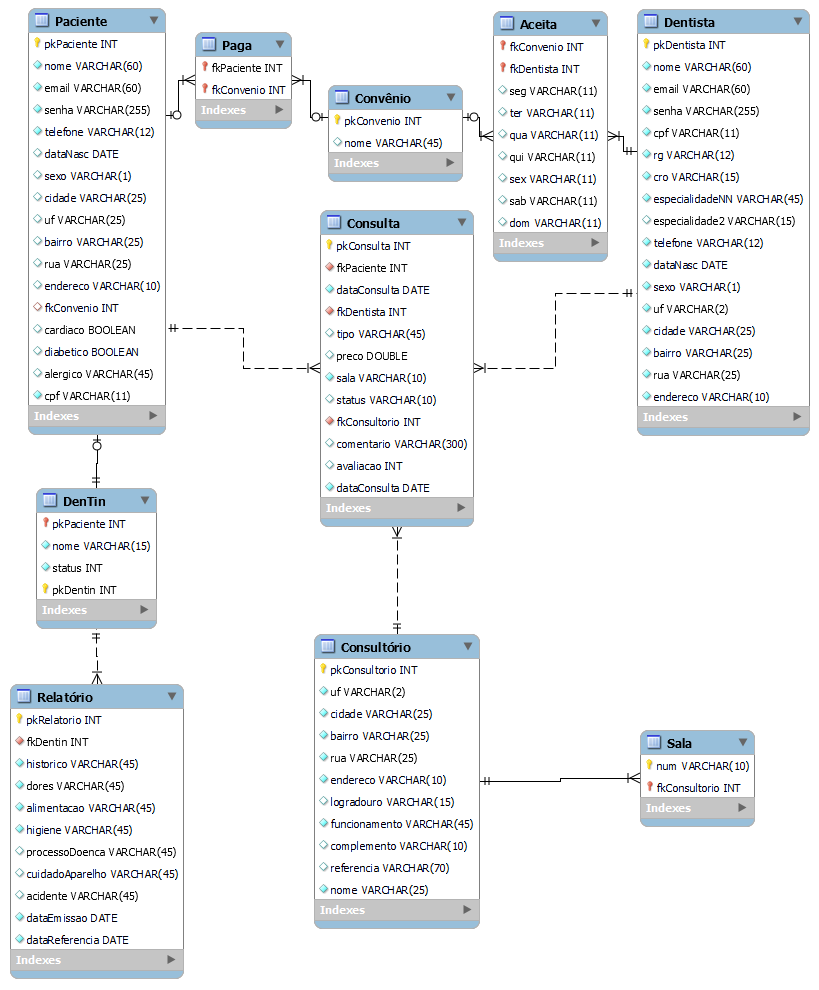 Paciente
pkPaciente INT
nome VARCHAR(60)
email VARCHAR(60)
senha VARCHAR(255)
telefone VARCHAR(12)
dataNasc DATE
sexo VARCHAR(1)
cidade VARCHAR(25)
uf VARCHAR(25)
bairro VARCHAR(25)
rua VARCHAR(25)
endereco VARCHAR(10)
fkConvenio INT
cardiaco BOOLEAN
diabetico BOOLEAN
alergico VARCHAR(45)
cpf VARCHAR(11)
Indexes
Paga
fkPaciente INT
fkConvenio INT
Indexes
Convênio
pkConvenio INT
nome VARCHAR(45)
Indexes
Aceita
fkConvenio INT
fkDentista INT
seg VARCHAR(11)
ter VARCHAR(11)
qua VARCHAR(11)
qui VARCHAR(11)
sex VARCHAR(11)
sab VARCHAR(11)
dom VARCHAR(11)
Indexes
Dentista
pkDentista INT
nome VARCHAR(60)
email VARCHAR(60)
senha VARCHAR(255)
cpf VARCHAR(11)
rg VARCHAR(12)
cro VARCHAR(15)
especialidadeNN VARCHAR(45)
especialidade2 VARCHAR(15)
telefone VARCHAR(12)
dataNasc DATE
sexo VARCHAR(1)
uf VARCHAR(2)
cidade VARCHAR(25)
bairro VARCHAR(25)
rua VARCHAR(25)
endereco VARCHAR(10)
Indexes
Consulta
pkConsulta INT
fkPaciente INT
dataConsulta DATE
fkDentista INT
tipo VARCHAR(45)
preco DOUBLE
sala VARCHAR(10)
status VARCHAR(10)
fkConsultorio INT
comentario VARCHAR(300)
avaliacao INT
dataConsulta DATE
Indexes
DenTin
pkPaciente INT
nome VARCHAR(15)
status INT
pkDentin INT
Indexes
Relatório
pkRelatorio INT
fkDentin INT
historico VARCHAR(45)
dores VARCHAR(45)
alimentacao VARCHAR(45)
higiene VARCHAR(45)
processoDoenca VARCHAR(45)
cuidadoAparelho VARCHAR(45)
acidente VARCHAR(45)
dataEmissao DATE
dataReferencia DATE
Indexes
Consultório
pkConsultorio INT
uf VARCHAR(2)
cidade VARCHAR(25)
bairro VARCHAR(25)
rua VARCHAR(25)
endereco VARCHAR(10)
logradouro VARCHAR(15)
funcionamento VARCHAR(45)
complemento VARCHAR(10)
referencia VARCHAR(70)
nome VARCHAR(25)
Indexes
Sala
num VARCHAR(10)
fkConsultorio INT
Indexes